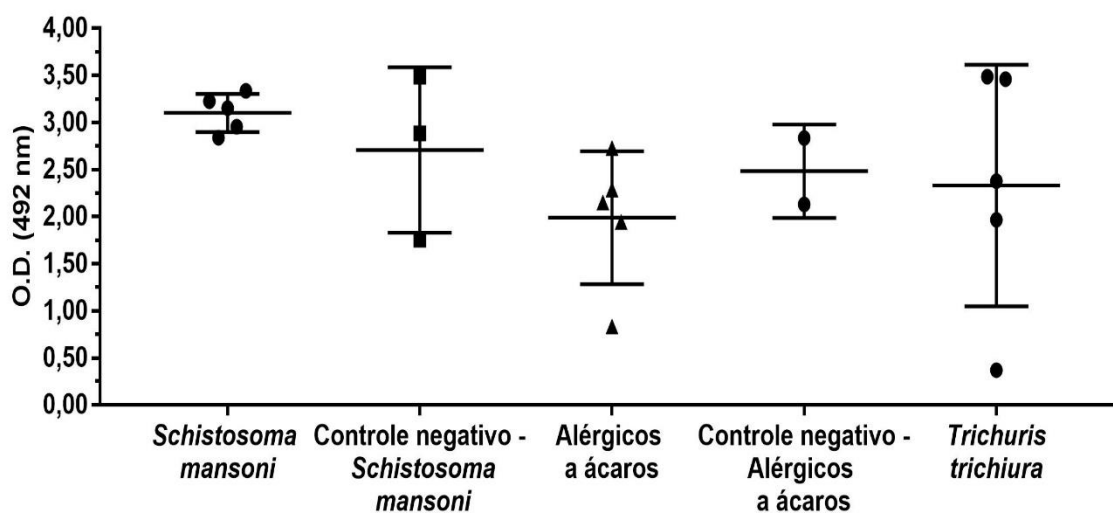 O.D. (492 nm)
4,00
3,50
3,00
2,50
2,00
1,50
1,00
0,50
0,00
Schistosoma
mansoni
Controle negativo -
Schistosoma
mansoni
Alérgicos
a ácaros
Controle negativo -
Alérgicos
a ácaros
Trichuris
trichiura